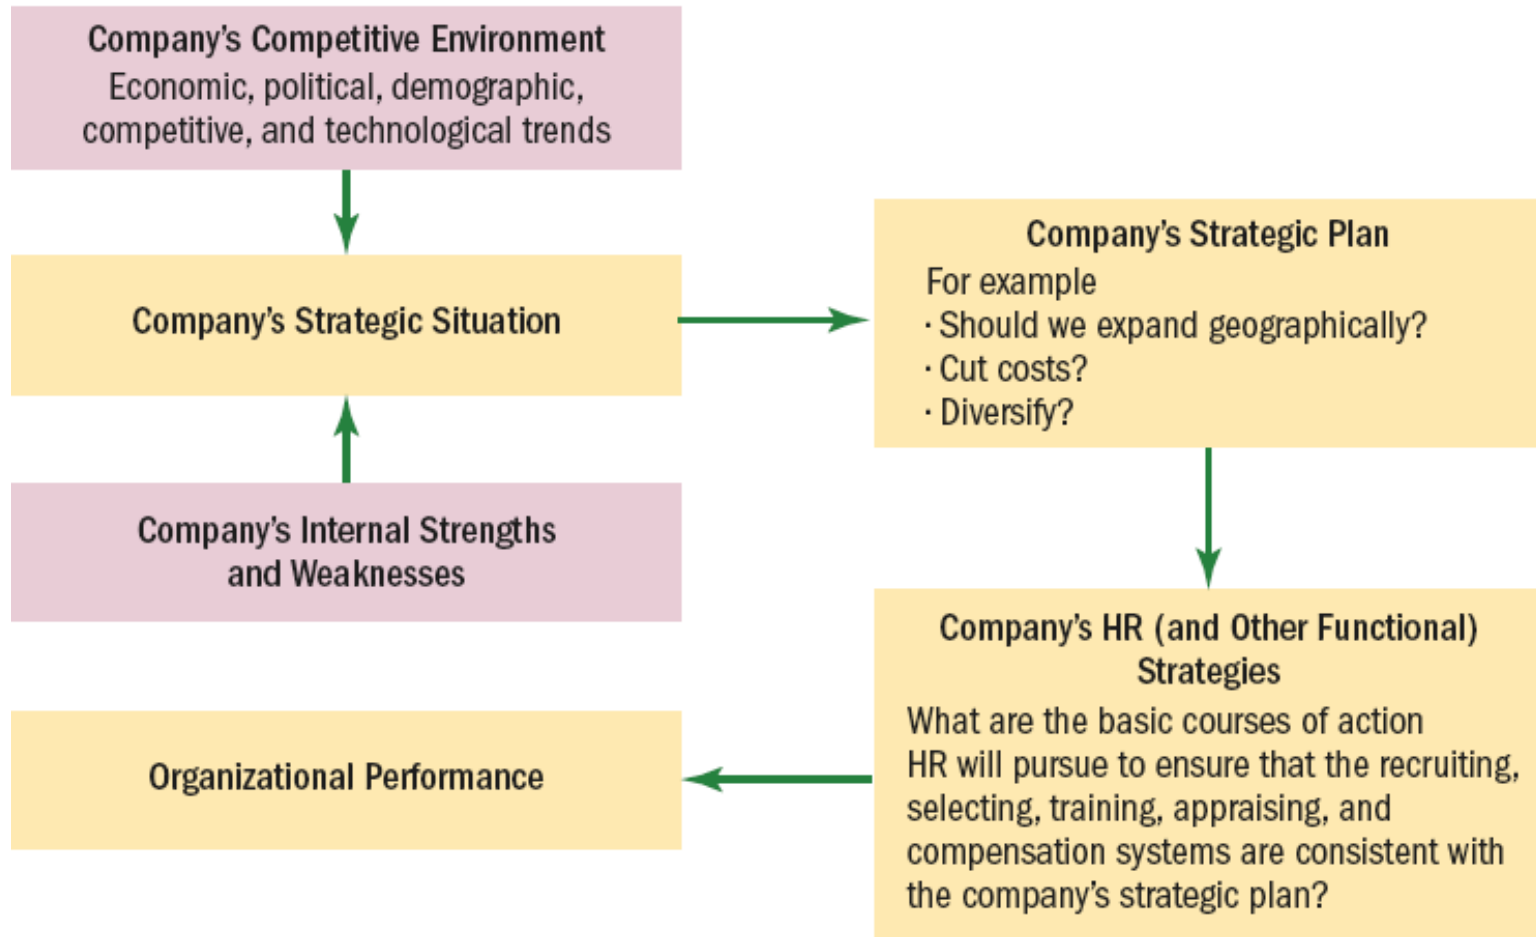 Company’s Competitive Environment
Economic, political, demographic,
competitive, and technological trends
Company’s Strategic Situation
Company’s Internal Strengths
and Weaknesses
Company’s Strategic Plan
For example
· Should we expand geographically?
· Cut costs?
· Diversify?
Company’s HR (and Other Functional)
Strategies
What are the basic courses of action
HR will pursue to ensure that the recruiting,
selecting, training, appraising, and
compensation systems are consistent with
the company’s strategic plan?
Organizational Performance